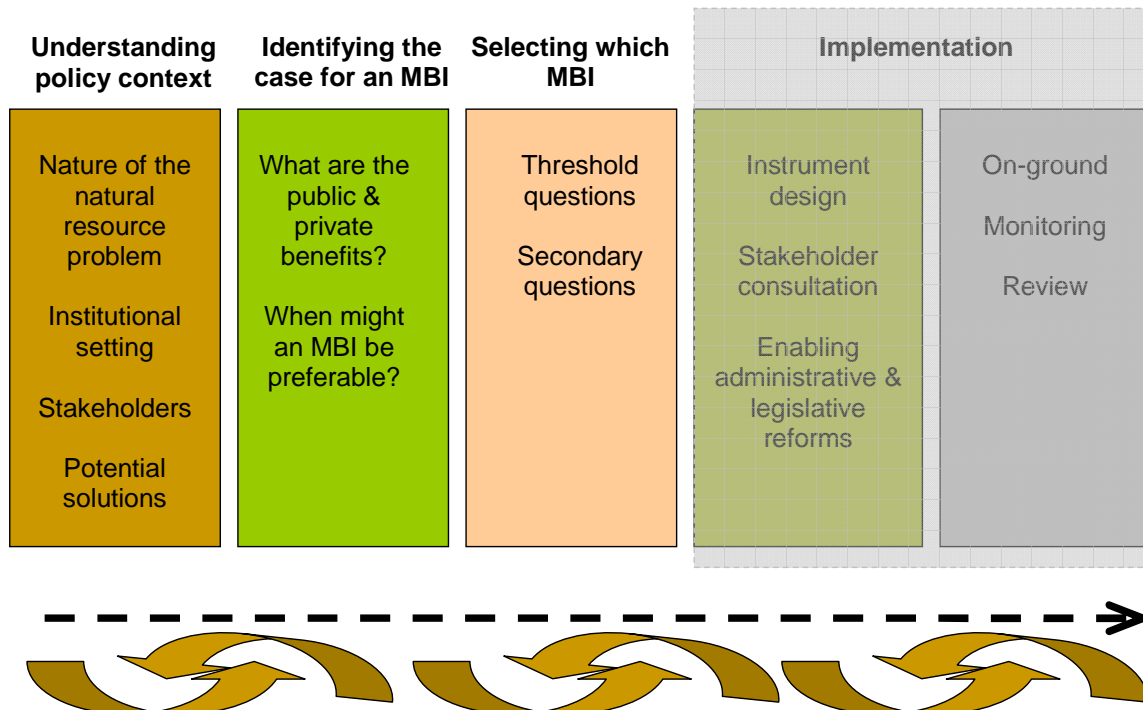 Understanding
policy context
Identifying the
case for an MBI
Selecting which
MBI
Implementation
Nature of the
natural
resource
problem
Institutional
setting
Stakeholders
Potential
solutions
What are the
public &
private
benefits?
When might
an MBI be
preferable?
Threshold
questions
Secondary
questions
Instrument
design
Stakeholder
consultation
Enabling
administrative &
legislative
reforms
On-ground
Monitoring
Review